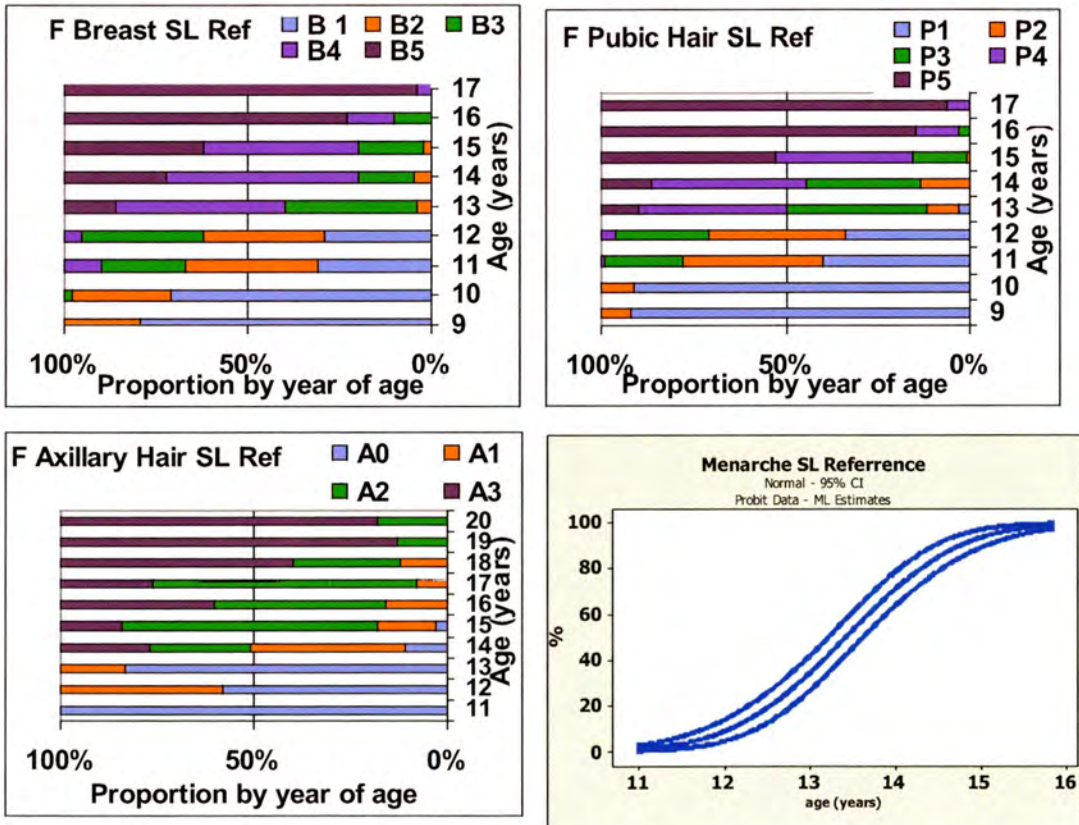 F Breast SL Ref
B 1 B2 B3
B4 B5
17
16
15
14
13
12
11
10
9
Age (years)
100% 50% 0%
Proportion by year of age
F Pubic Hair SL Ref
P1 P2
P3 P4
P5
17
16
15
14
13
12
11
10
9
Age (years)
100% 50% 0%
Proportion by year of age
F Axillary Hair SL Ref
A0 A1
A2 A3
20
19
18
17
16
15
14
13
12
11
Age (years)
100% 50% 0%
Proportion by year of age
Menarche SL Referrence
Normal - 95% CI
Probit Data - ML Estimates
100
80
60
40
20
0
%
11 12 13 14 15 16
age (years)